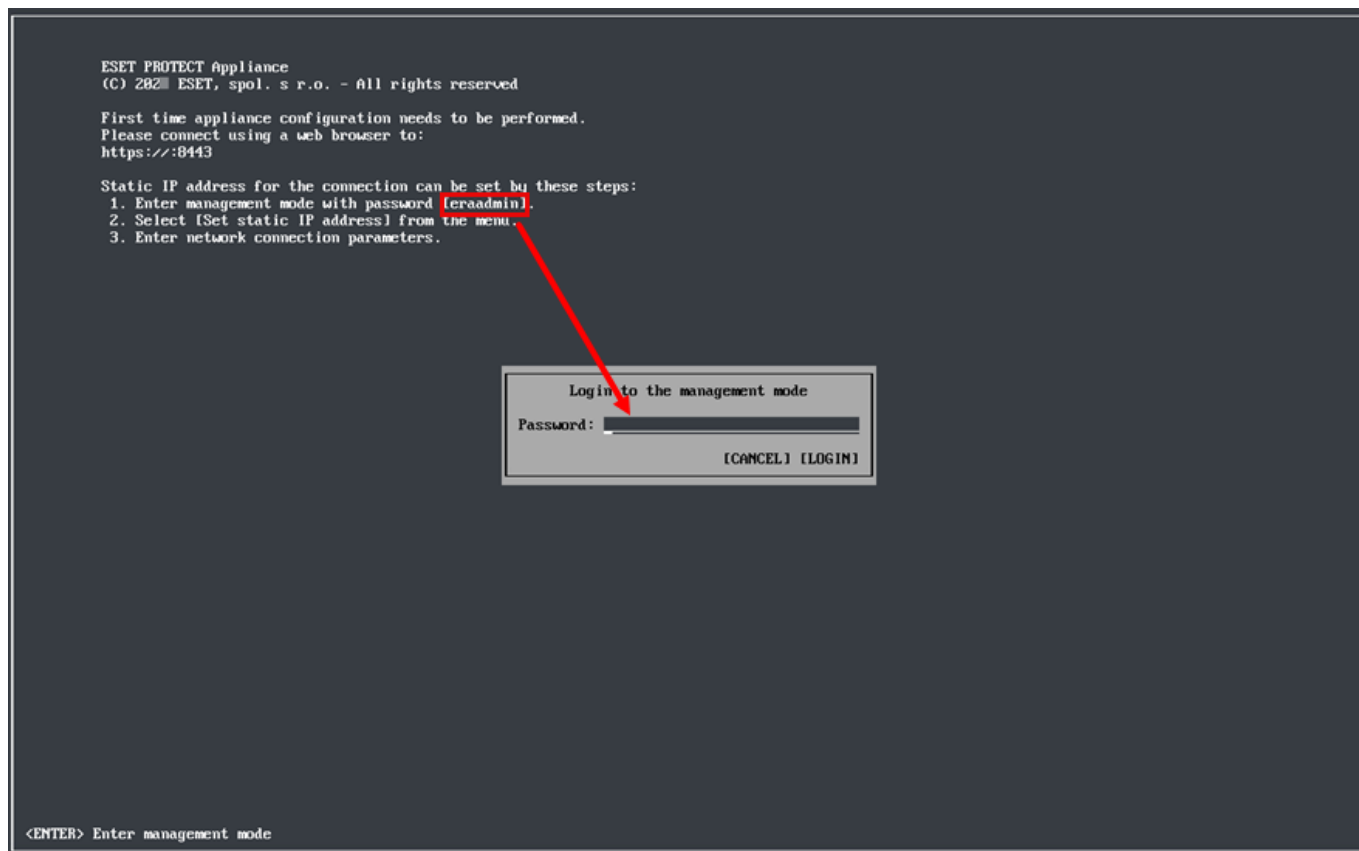 ESET PROTECT Appliance
(C) 202 ESET, spol. s r.o. - All rights reserved
First time appliance configuration needs to be performed.
Please connect using a web browser to:
https://:8443
Static IP address for the connection can be set by these steps:
1. Enter management mode with password [eraadmin].
2. Select [Set static IP address] from the menu.
3. Enter network connection parameters.
Login to the management mode
Password:
[CANCEL] [LOGIN]
<ENTER> Enter management mode